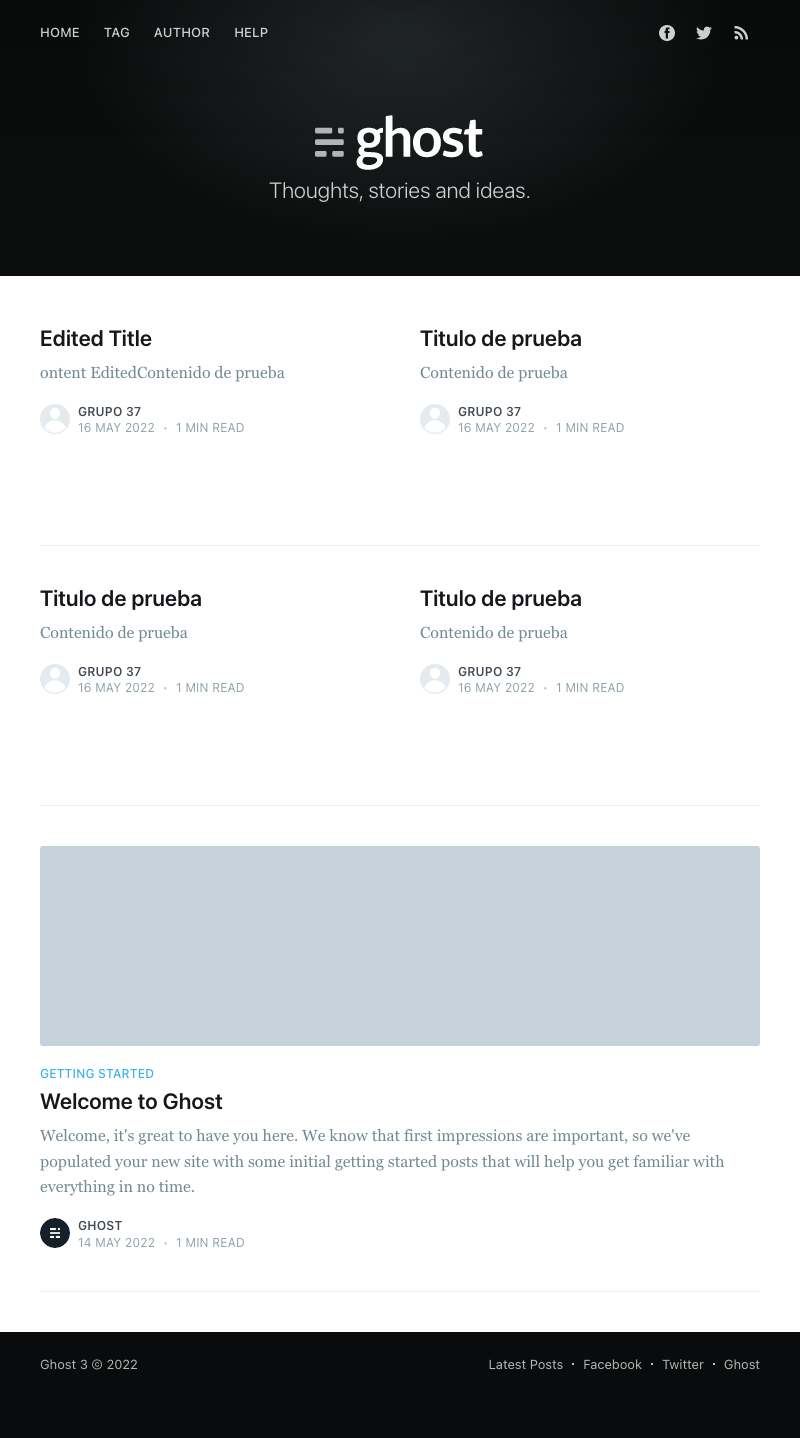 HOME TAG AUTHOR HELP
ghost
Thoughts, stories and ideas.
Edited Title
ontent EditedContenido de prueba
GRUPO 37
16 MAY 2022 • 1 MIN READ
Titulo de prueba
Contenido de prueba
GRUPO 37
16 MAY 2022 • 1 MIN READ
Titulo de prueba
Contenido de prueba
GRUPO 37
16 MAY 2022 • 1 MIN READ
Titulo de prueba
Contenido de prueba
GRUPO 37
16 MAY 2022 • 1 MIN READ
GETTING STARTED
Welcome to Ghost
Welcome, it's great to have you here. We know that first impressions are important, so we've
populated your new site with some initial getting started posts that will help you get familiar with
everything in no time.
GHOST
14 MAY 2022 • 1 MIN READ
Ghost 3 © 2022
Latest Posts • Facebook • Twitter • Ghost